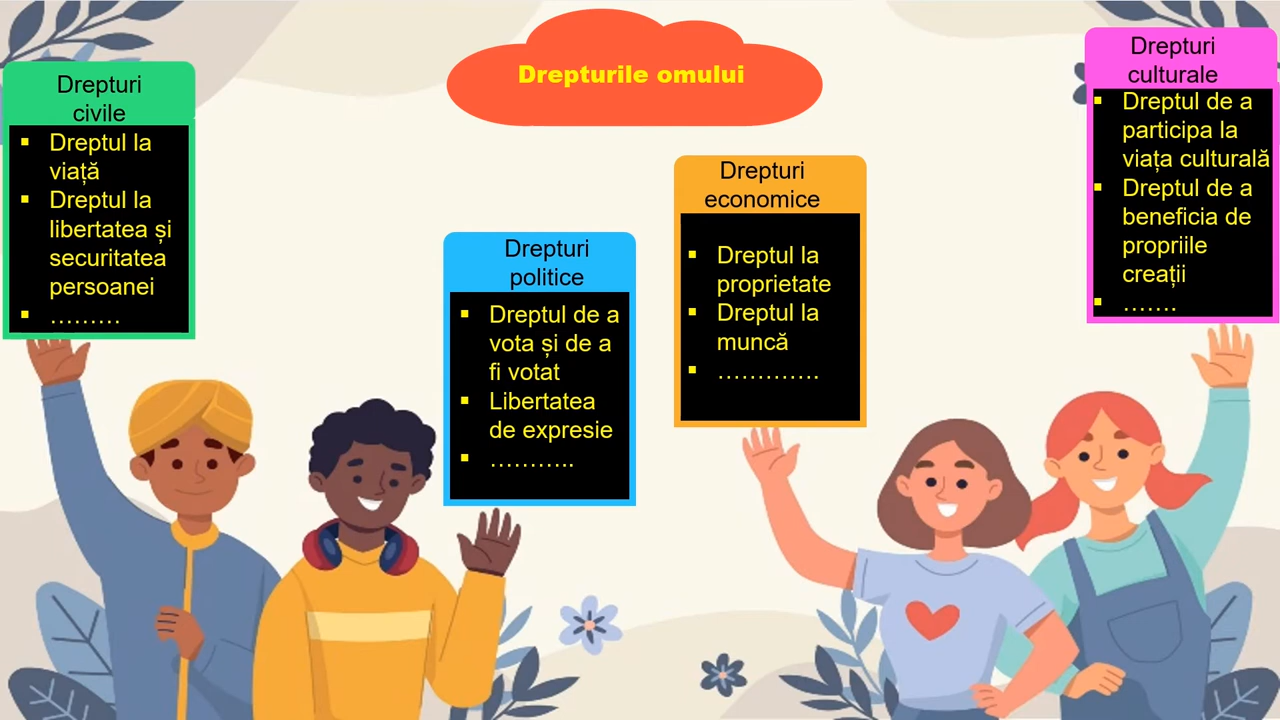 Drepturile omului
Drepturi
civile
▪ Dreptul la
viață
▪ Dreptul la
libertatea și
securitatea
persoanei
▪ ………
Drepturi
politice
▪ Dreptul de a
vota și de a
fi votat
▪ Libertatea
de expresie
▪ ………..
Drepturi
economice
▪ Dreptul la
proprietate
▪ Dreptul la
muncă
▪ ………….
Drepturi
culturale
▪ Dreptul de a
participa la
viața culturală
▪ Dreptul de a
beneficia de
propriile
creații
▪ …….